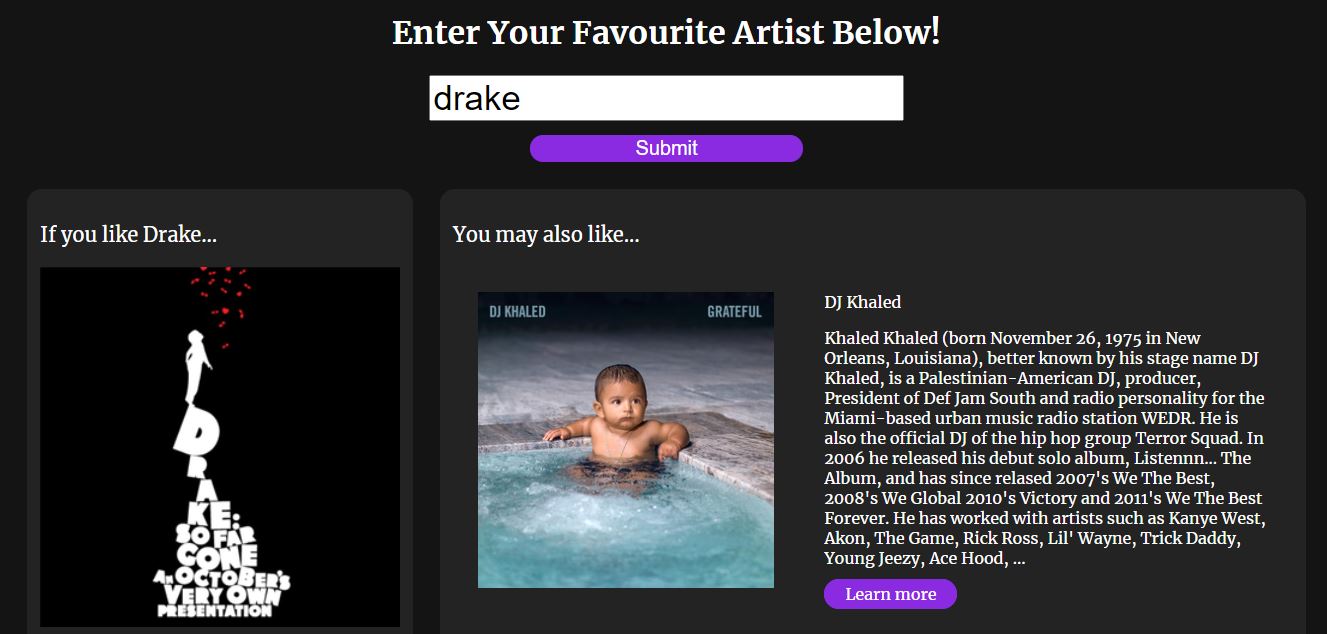 Enter Your Favourite Artist Below!
drake
Submit
If you like Drake...
DRAKE:
SO FAR
GONE
AN OCTOBER'S
VERY OWN
PRESENTATION
You may also like...
DJ KHALED
GRATEFUL
DJ Khaled
Khaled Khaled (born November 26, 1975 in New
Orleans, Louisiana), better known by his stage name DJ
Khaled, is a Palestinian-American DJ, producer,
President of Def Jam South and radio personality for the
Miami-based urban music radio station WEDR. He is
also the official DJ of the hip hop group Terror Squad. In
2006 he released his debut solo album, Listennn... The
Album, and has since relased 2007's We The Best,
2008's We Global 2010's Victory and 2011's We The Best
Forever. He has worked with artists such as Kanye West,
Akon, The Game, Rick Ross, Lil' Wayne, Trick Daddy,
Young Jeezy, Ace Hood, ...
Learn more